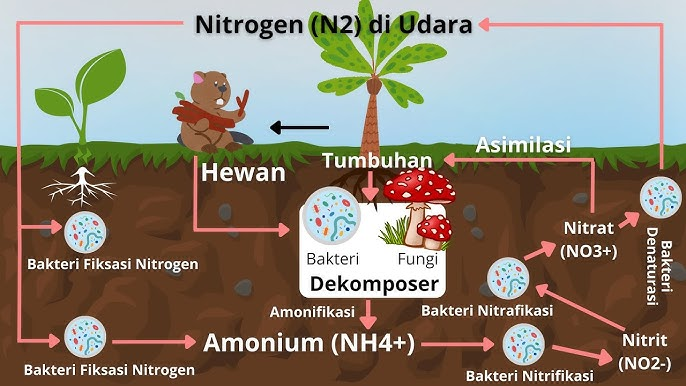 Nitrogen (N2) di Udara
Asimilasi
Tumbuhan
Hewan
Nitrat
(NO3+)
Bakteri
Denaturasi
Bakteri
Fungi
Dekomposer
Bakteri Fiksasi Nitrogen
Amonifikasi
Bakteri Nitrafikasi
Amonium (NH4+)
Nitrit
(NO2-)
Bakteri Fiksasi Nitrogen
Bakteri Nitrifikasi